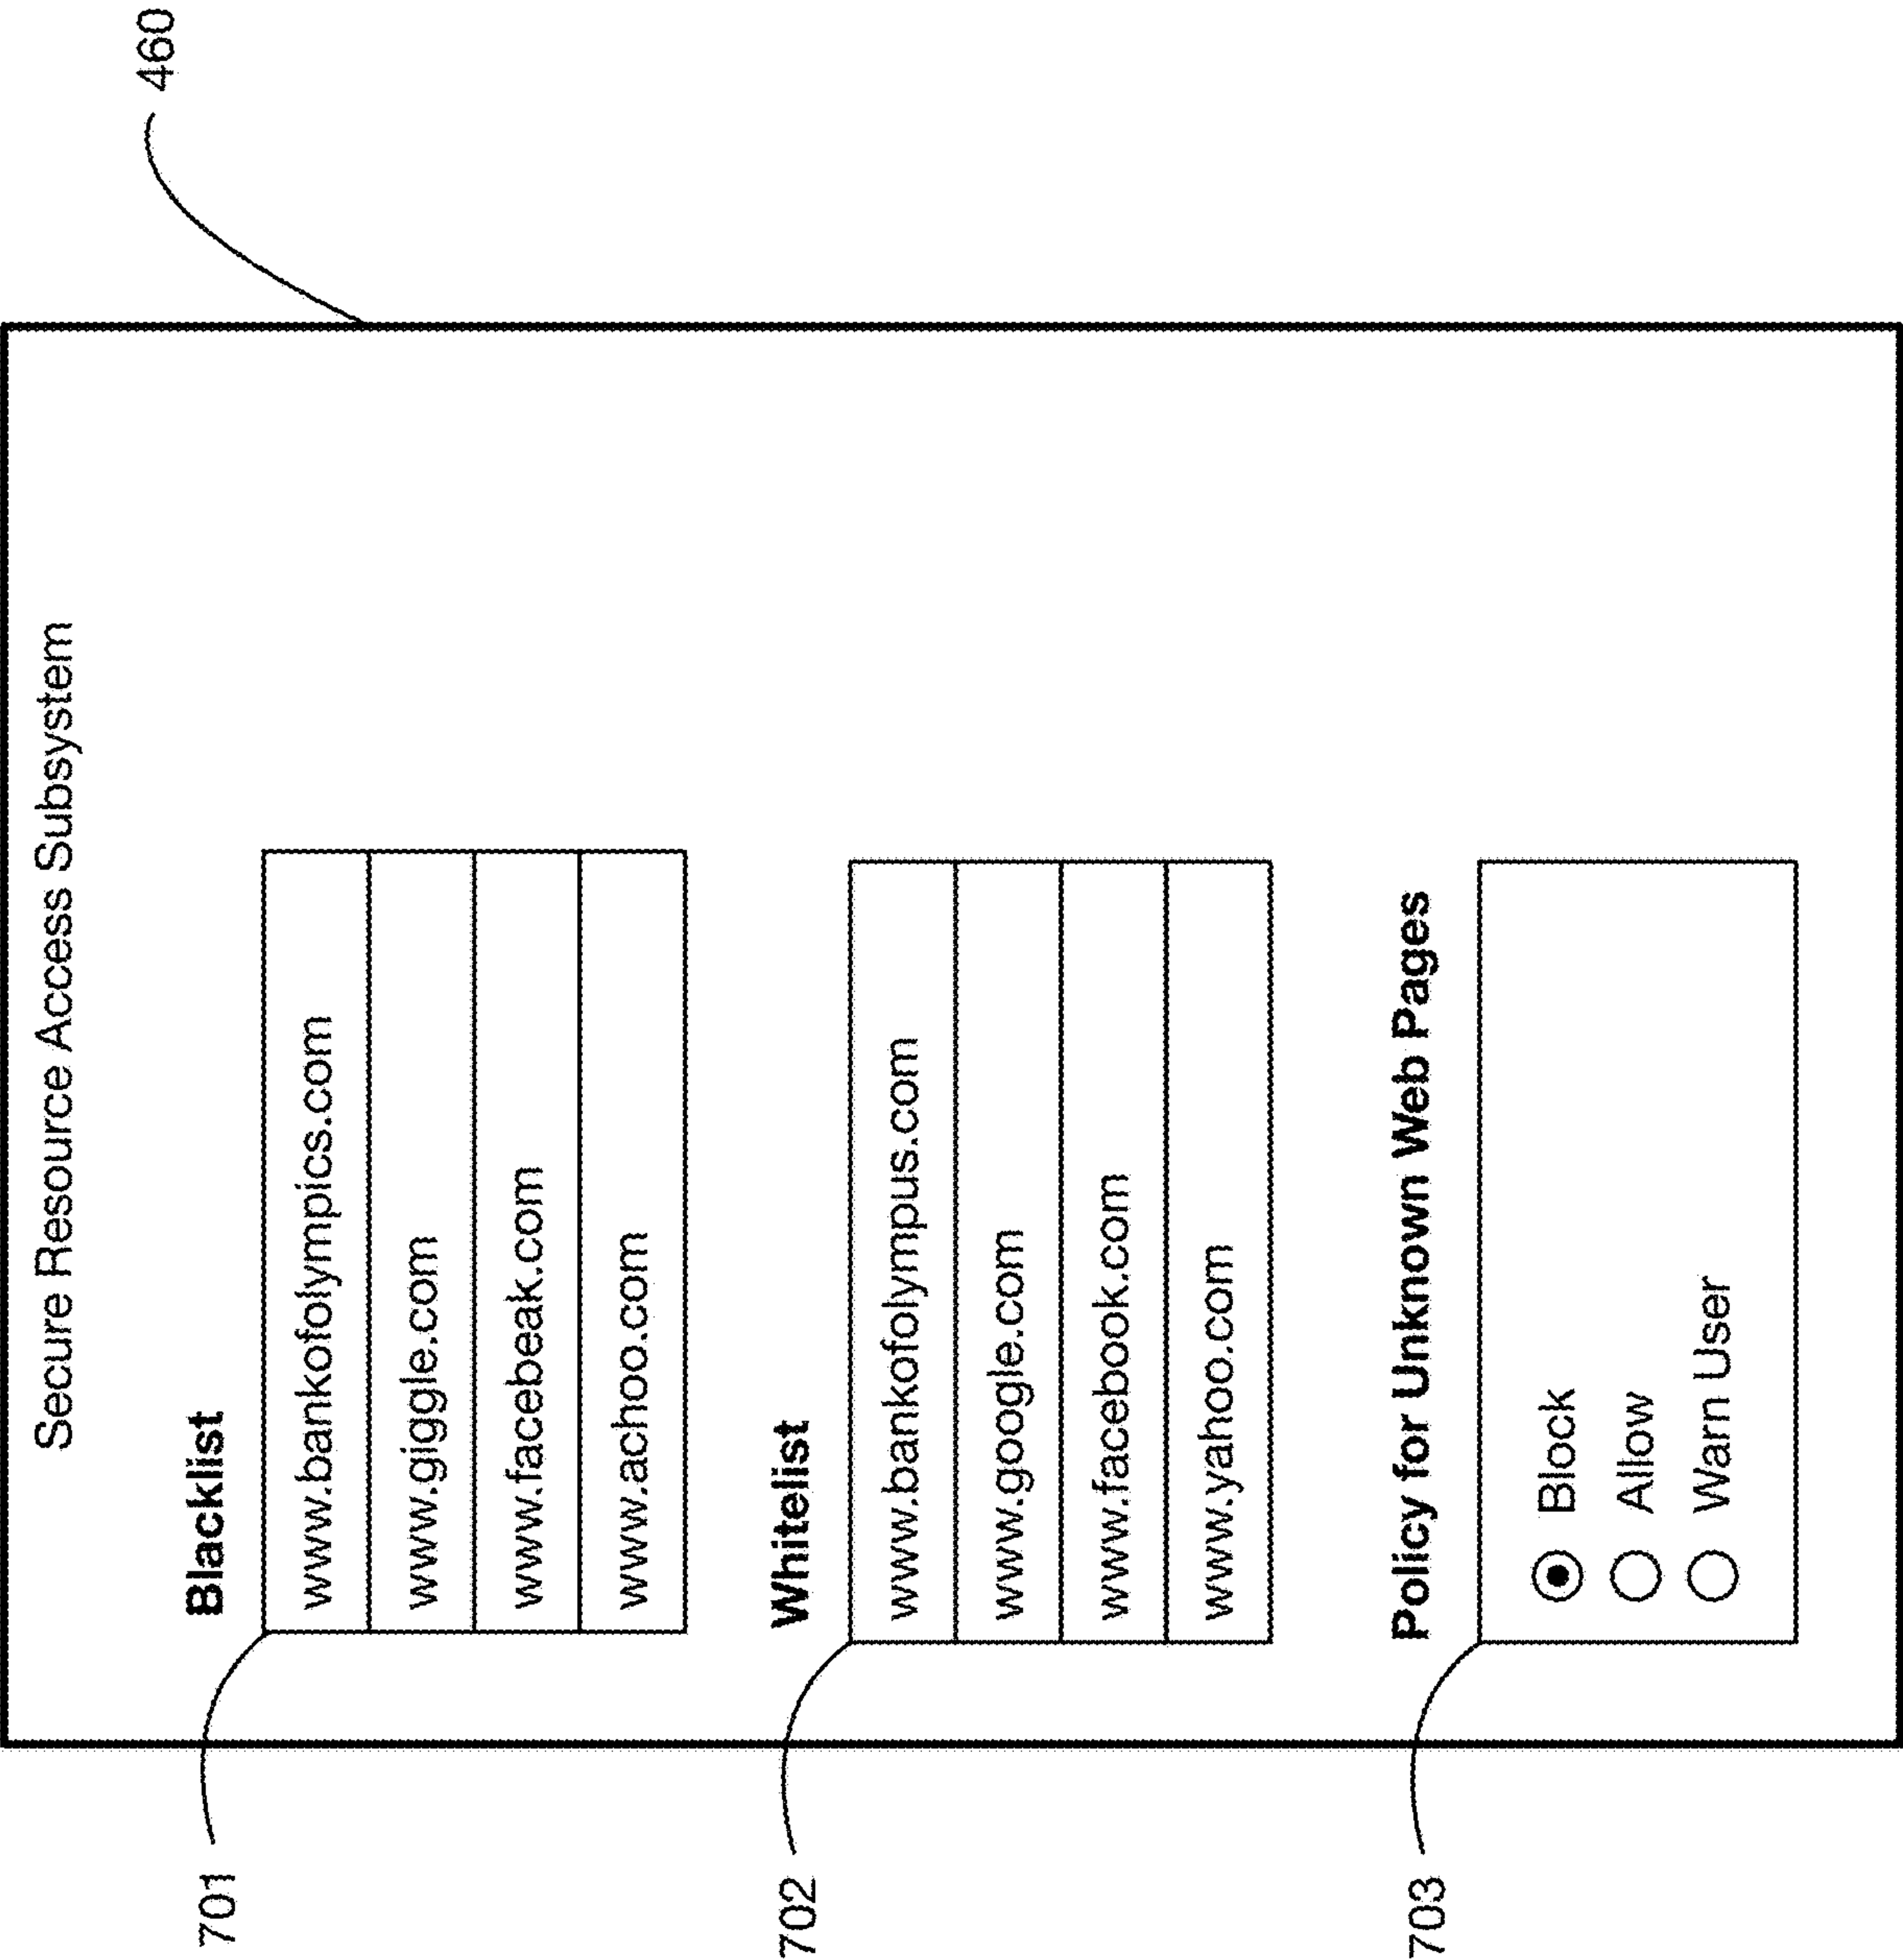 Secure Resource Access Subsystem
460
Blacklist
701
www.bankofolympics.com
www.giggle.com
www.facebeak.com
www.achoo.com
Whitelist
702
www.bankofolympus.com
www.google.com
www.facebook.com
www.yahoo.com
Policy for Unknown Web Pages
703
Block
Allow
Warn User